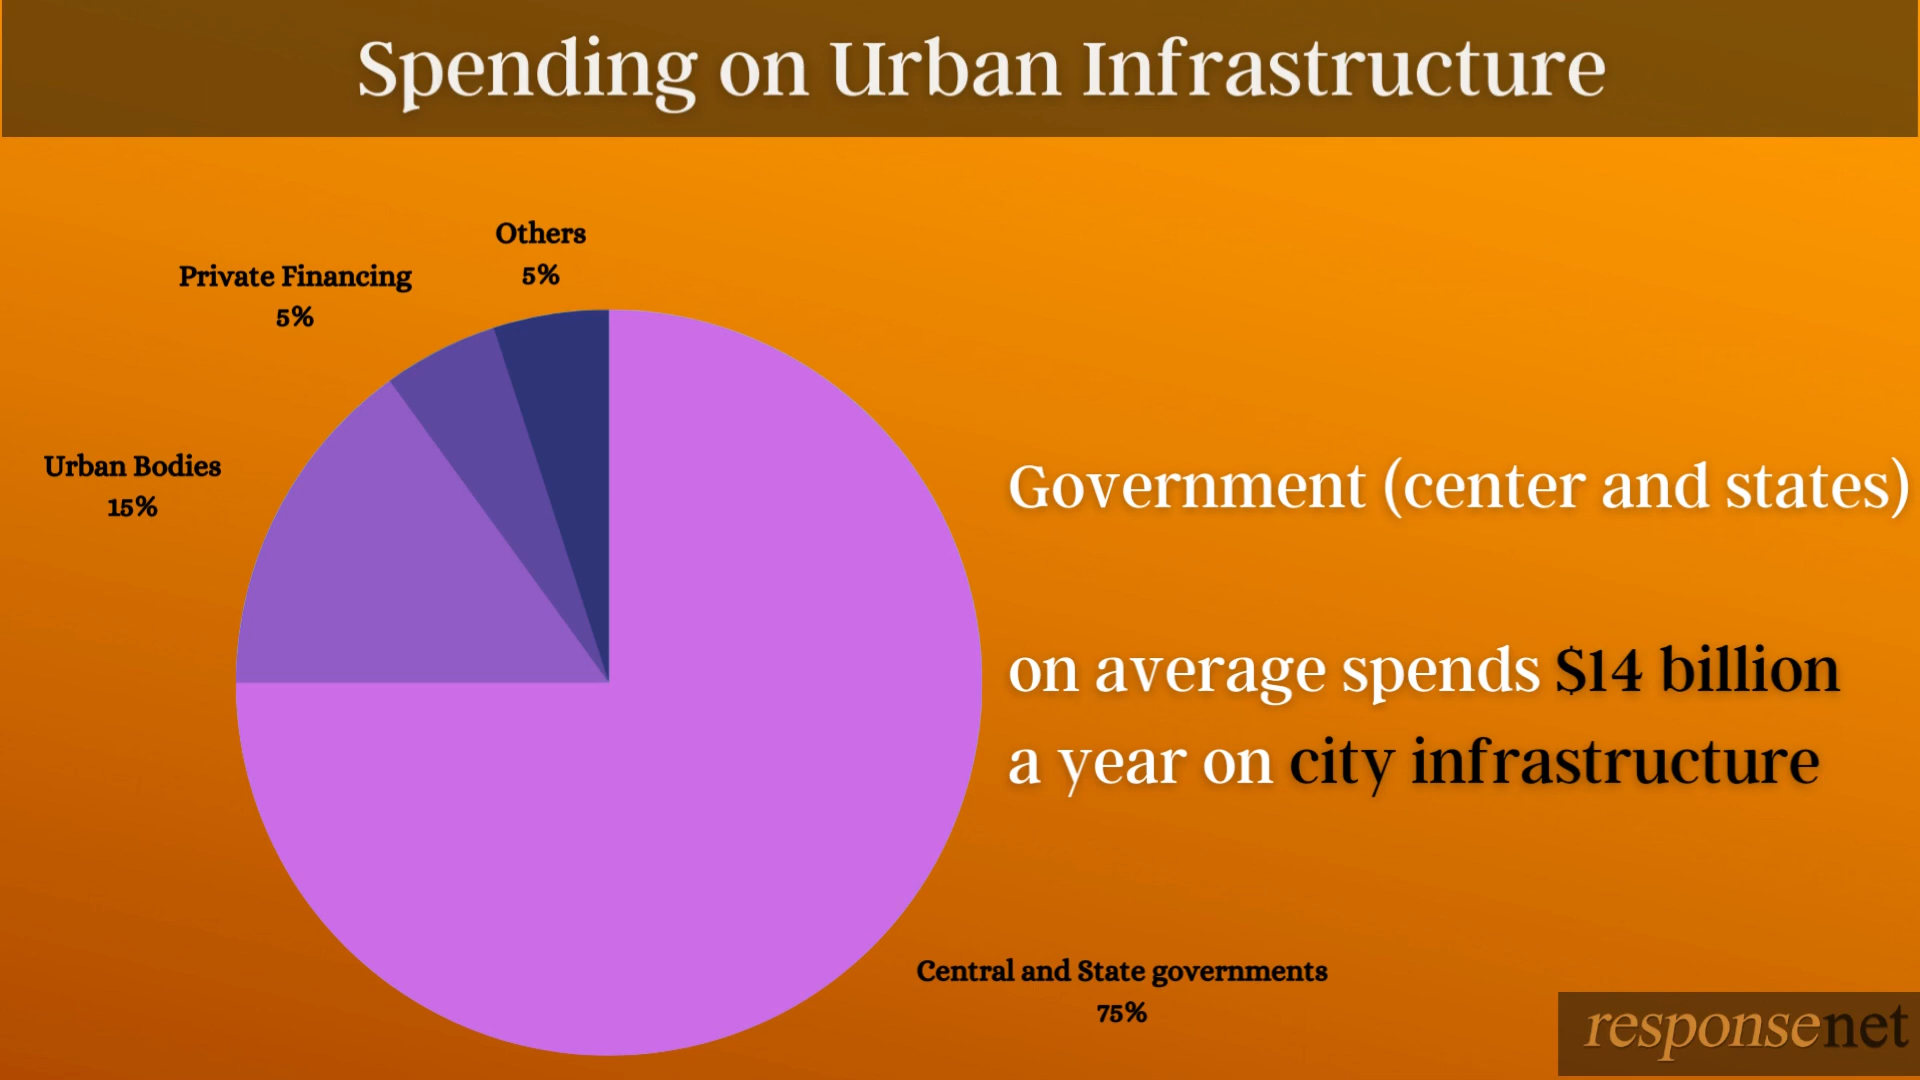 Spending on Urban Infrastructure
Others
5%
Private Financing
5%
Urban Bodies
15%
Government (center and states)
on average spends $14 billion
a year on city infrastructure
Central and State governments
75%
responsenet